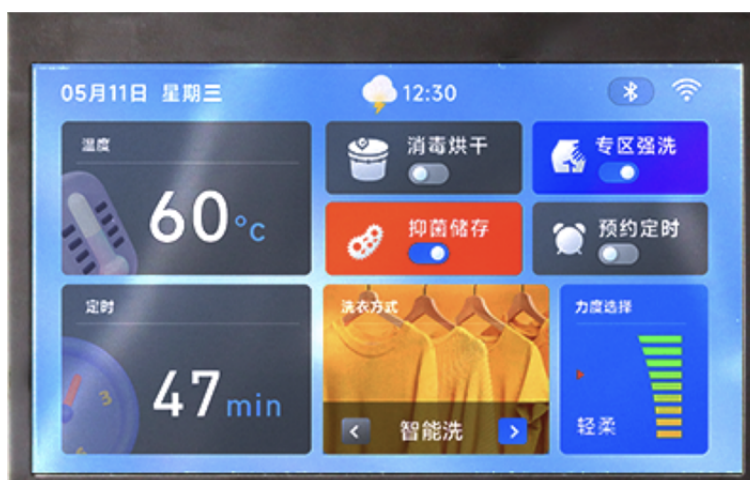 05月11日 星期三
12:30
温度
60°c
消毒烘干
专区强洗
抑菌储存
预约定时
定时
47min
3
洗衣方式
智能洗
力度选择
轻柔